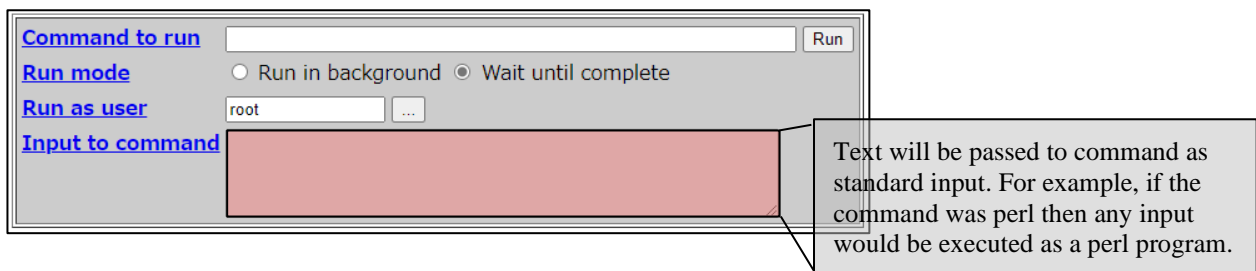 Command to run Run
Run mode Run in background Wait until complete
Run as user root ...
Input to command
Text will be passed to command as
standard input. For example, if the
command was perl then any input
would be executed as a perl program.